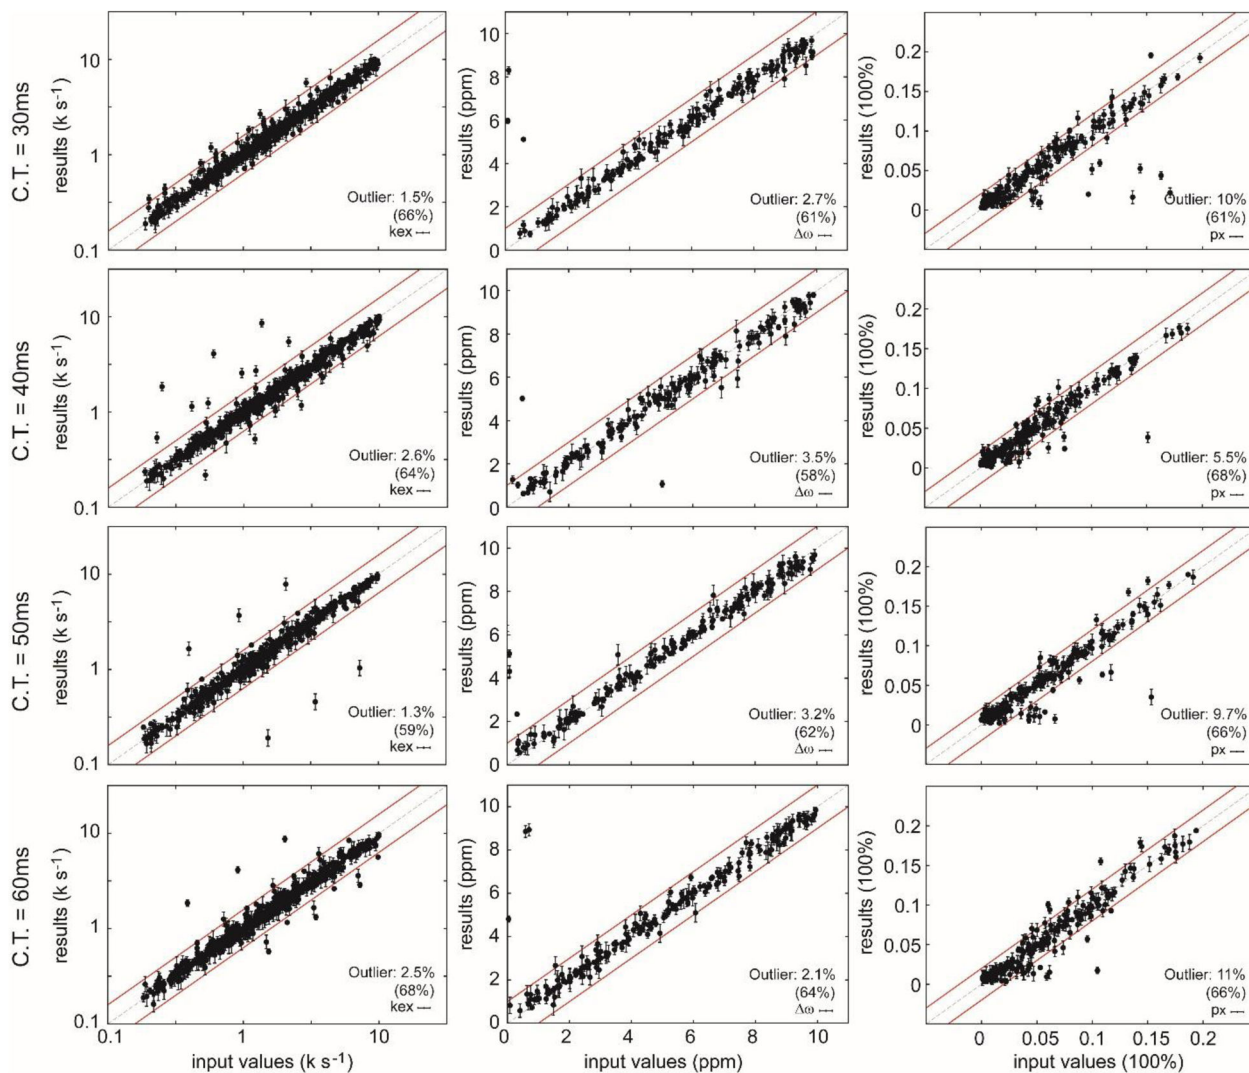 C.T. = 30ms
results (k s⁻¹)
10
1
0.1
Outlier: 1.5%
(66%)
kex
results (ppm)
10
8
6
4
2
0
Outlier: 2.7%
(61%)
Δω
results (100%)
0.2
0.15
0.1
0.05
0
Outlier: 10%
(61%)
px
C.T. = 40ms
results (k s⁻¹)
10
1
0.1
Outlier: 2.6%
(64%)
kex
results (ppm)
10
8
6
4
2
0
Outlier: 3.5%
(58%)
Δω
results (100%)
0.2
0.15
0.1
0.05
0
Outlier: 5.5%
(68%)
px
C.T. = 50ms
results (k s⁻¹)
10
1
0.1
Outlier: 1.3%
(59%)
kex
results (ppm)
10
8
6
4
2
0
Outlier: 3.2%
(62%)
Δω
results (100%)
0.2
0.15
0.1
0.05
0
Outlier: 9.7%
(66%)
px
C.T. = 60ms
results (k s⁻¹)
10
1
0.1
Outlier: 2.5%
(68%)
kex
0.1 1 10
input values (k s⁻¹)
results (ppm)
10
8
6
4
2
0
Outlier: 2.1%
(64%)
Δω
0 2 4 6 8 10
input values (ppm)
results (100%)
0.2
0.15
0.1
0.05
0
Outlier: 11%
(66%)
px
0 0.05 0.1 0.15 0.2
input values (100%)